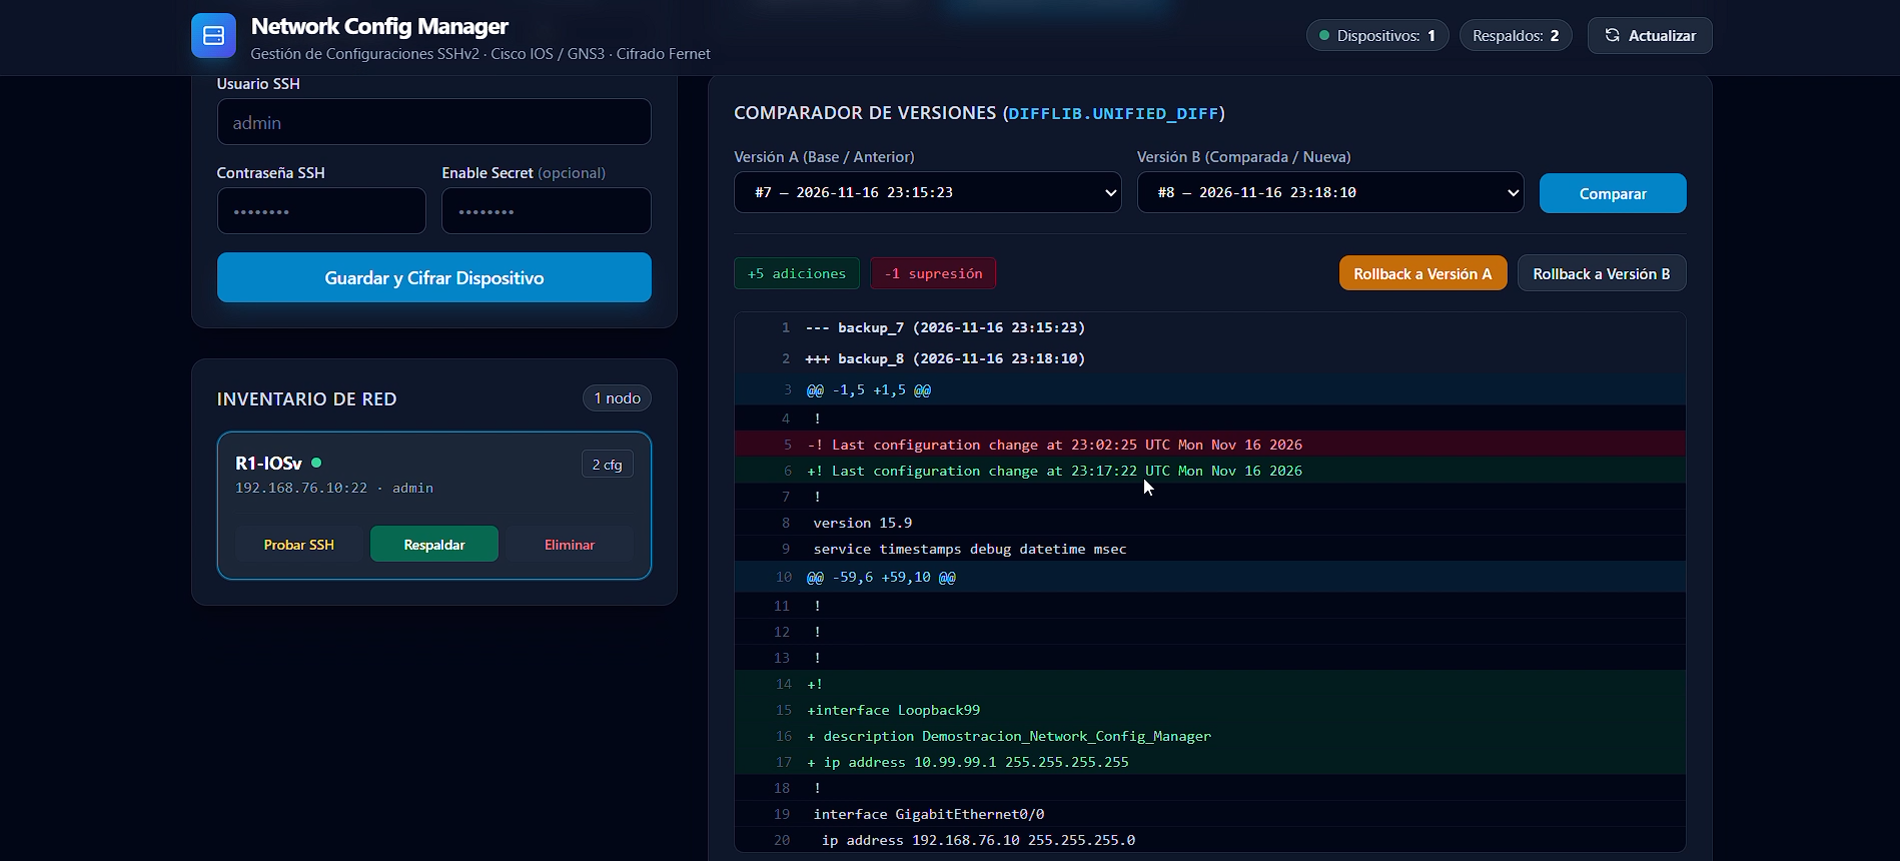 Network Config Manager
Gestión de Configuraciones SSHv2 · Cisco IOS / GNS3 · Cifrado Fernet
Dispositivos: 1
Respaldos: 2
Actualizar
Usuario SSH
admin
Contraseña SSH
Enable Secret (opcional)
••••••••
••••••••
Guardar y Cifrar Dispositivo
INVENTARIO DE RED
1 nodo
R1-IOSv
2 cfg
192.168.76.10:22 · admin
Probar SSH
Respaldar
Eliminar
COMPARADOR DE VERSIONES (DIFFLIB.UNIFIED_DIFF)
Versión A (Base / Anterior)
Versión B (Comparada / Nueva)
#7 — 2026-11-16 23:15:23
#8 — 2026-11-16 23:18:10
Comparar
+5 adiciones
-1 supresión
Rollback a Versión A
Rollback a Versión B
1 --- backup_7 (2026-11-16 23:15:23)
2 +++ backup_8 (2026-11-16 23:18:10)
3 @@ -1,5 +1,5 @@
4 !
5 -! Last configuration change at 23:02:25 UTC Mon Nov 16 2026
6 +! Last configuration change at 23:17:22 UTC Mon Nov 16 2026
7 !
8 version 15.9
9 service timestamps debug datetime msec
10 @@ -59,6 +59,10 @@
11 !
12 !
13 !
14 +!
15 +interface Loopback99
16 + description Demostracion_Network_Config_Manager
17 + ip address 10.99.99.1 255.255.255.255
18 !
19 interface GigabitEthernet0/0
20 ip address 192.168.76.10 255.255.255.0